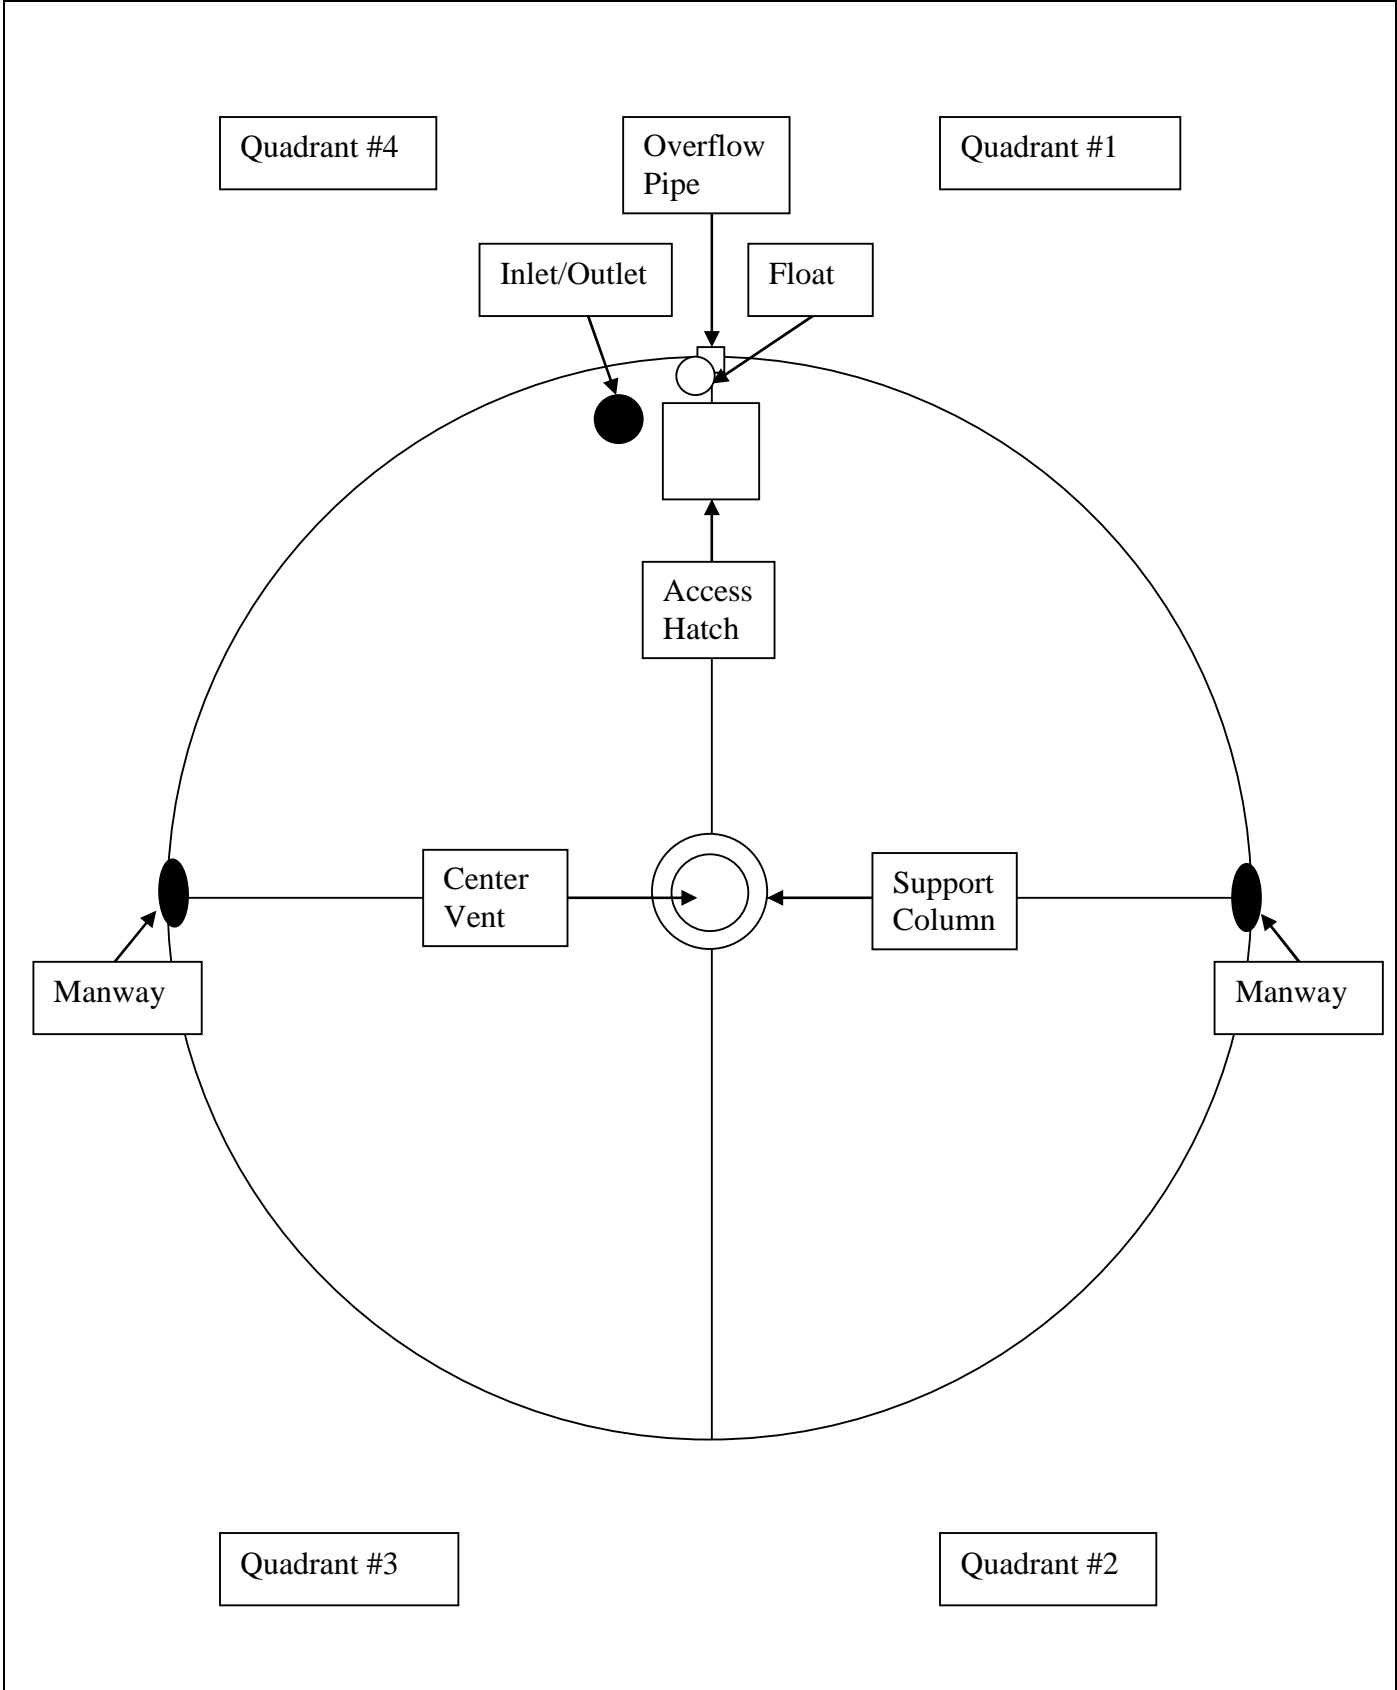 Quadrant #4
Overflow
Pipe
Quadrant #1
Inlet/Outlet
Float
Access
Hatch
Center
Vent
Support
Column
Manway
Manway
Quadrant #3
Quadrant #2